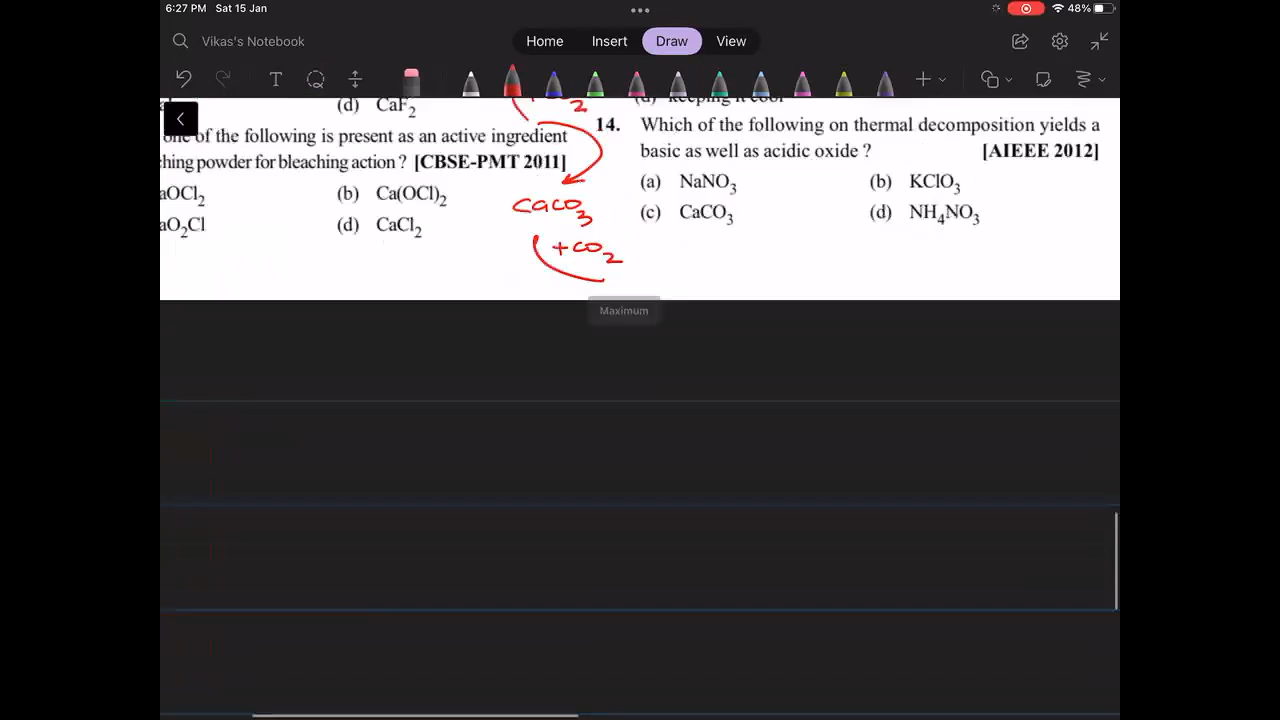 6:27 PM Sat 15 Jan
48%
Vikas's Notebook
Home Insert Draw View
(d) CaF2
one of the following is present as an active ingredient
ching powder for bleaching action ? [CBSE-PMT 2011]
aOCl2 (b) Ca(OCl)2
aO2Cl (d) CaCl2
CaCO3
+CO2
(d) keeping it cool
14. Which of the following on thermal decomposition yields a
basic as well as acidic oxide ? [AIEEE 2012]
(a) NaNO3 (b) KClO3
(c) CaCO3 (d) NH4NO3
Maximum